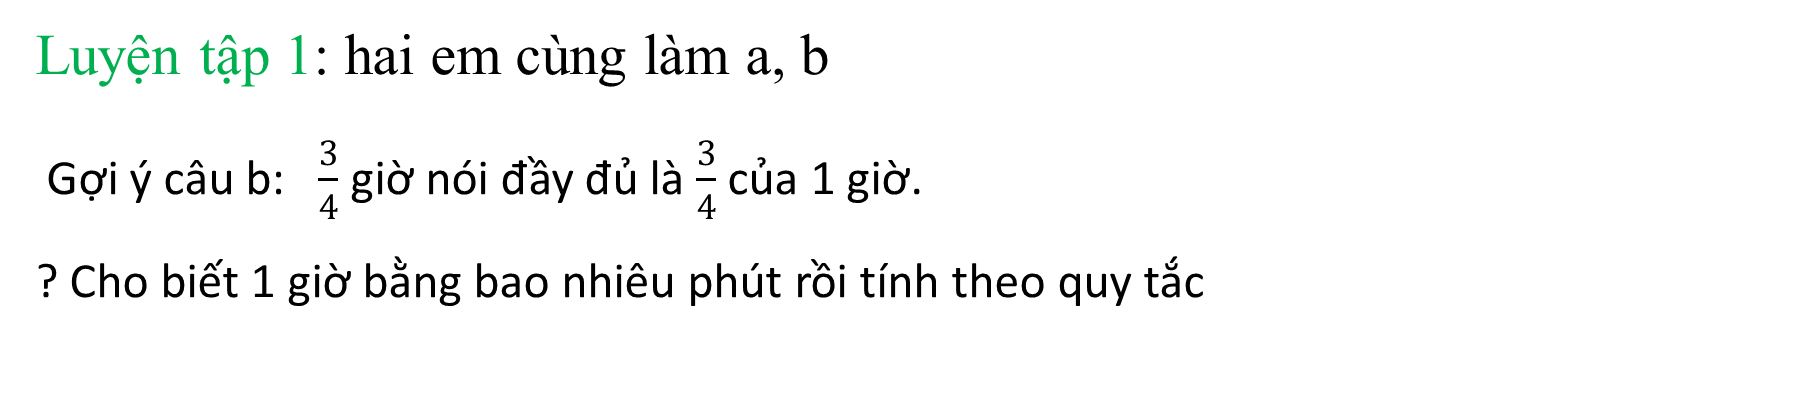 Luyện tập 1: hai em cùng làm a, b
Gợi ý câu b: 3/4 giờ nói đầy đủ là 3/4 của 1 giờ.
? Cho biết 1 giờ bằng bao nhiêu phút rồi tính theo quy tắc